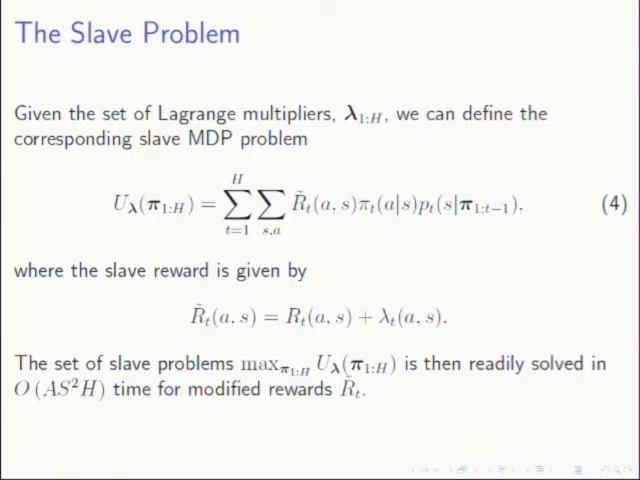 The Slave Problem
Given the set of Lagrange multipliers, λ_{1:H}, we can define the
corresponding slave MDP problem
U_λ(π_{1:H}) = ∑_{t=1}^{H} ∑_{s,a} R̃_t(a, s)π_t(a|s)p_t(s|π_{1:t−1}), (4)
where the slave reward is given by
R̃_t(a, s) = R_t(a, s) + λ_t(a, s).
The set of slave problems max_{π_{1:H}} U_λ(π_{1:H}) is then readily solved in
O (AS²H) time for modified rewards R̃_t.